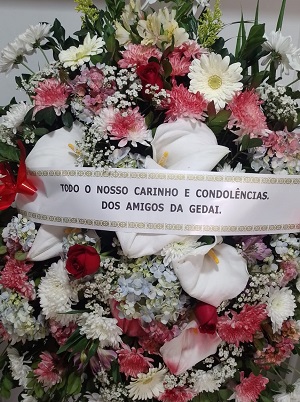 TODO O NOSSO CARINHO E CONDOLÊNCIAS.
DOS AMIGOS DA GEDAI.